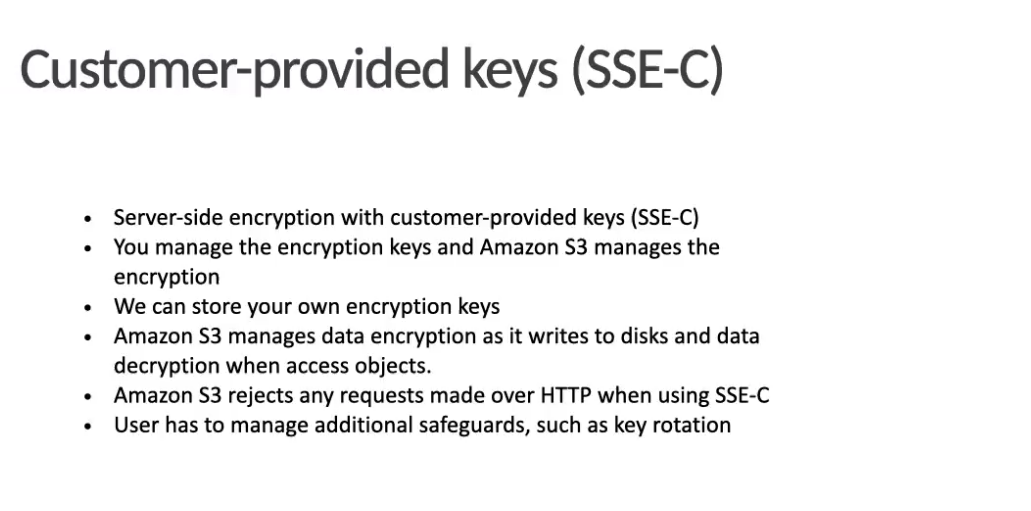 Customer-provided keys (SSE-C)
• Server-side encryption with customer-provided keys (SSE-C)
• You manage the encryption keys and Amazon S3 manages the
encryption
• We can store your own encryption keys
• Amazon S3 manages data encryption as it writes to disks and data
decryption when access objects.
• Amazon S3 rejects any requests made over HTTP when using SSE-C
• User has to manage additional safeguards, such as key rotation